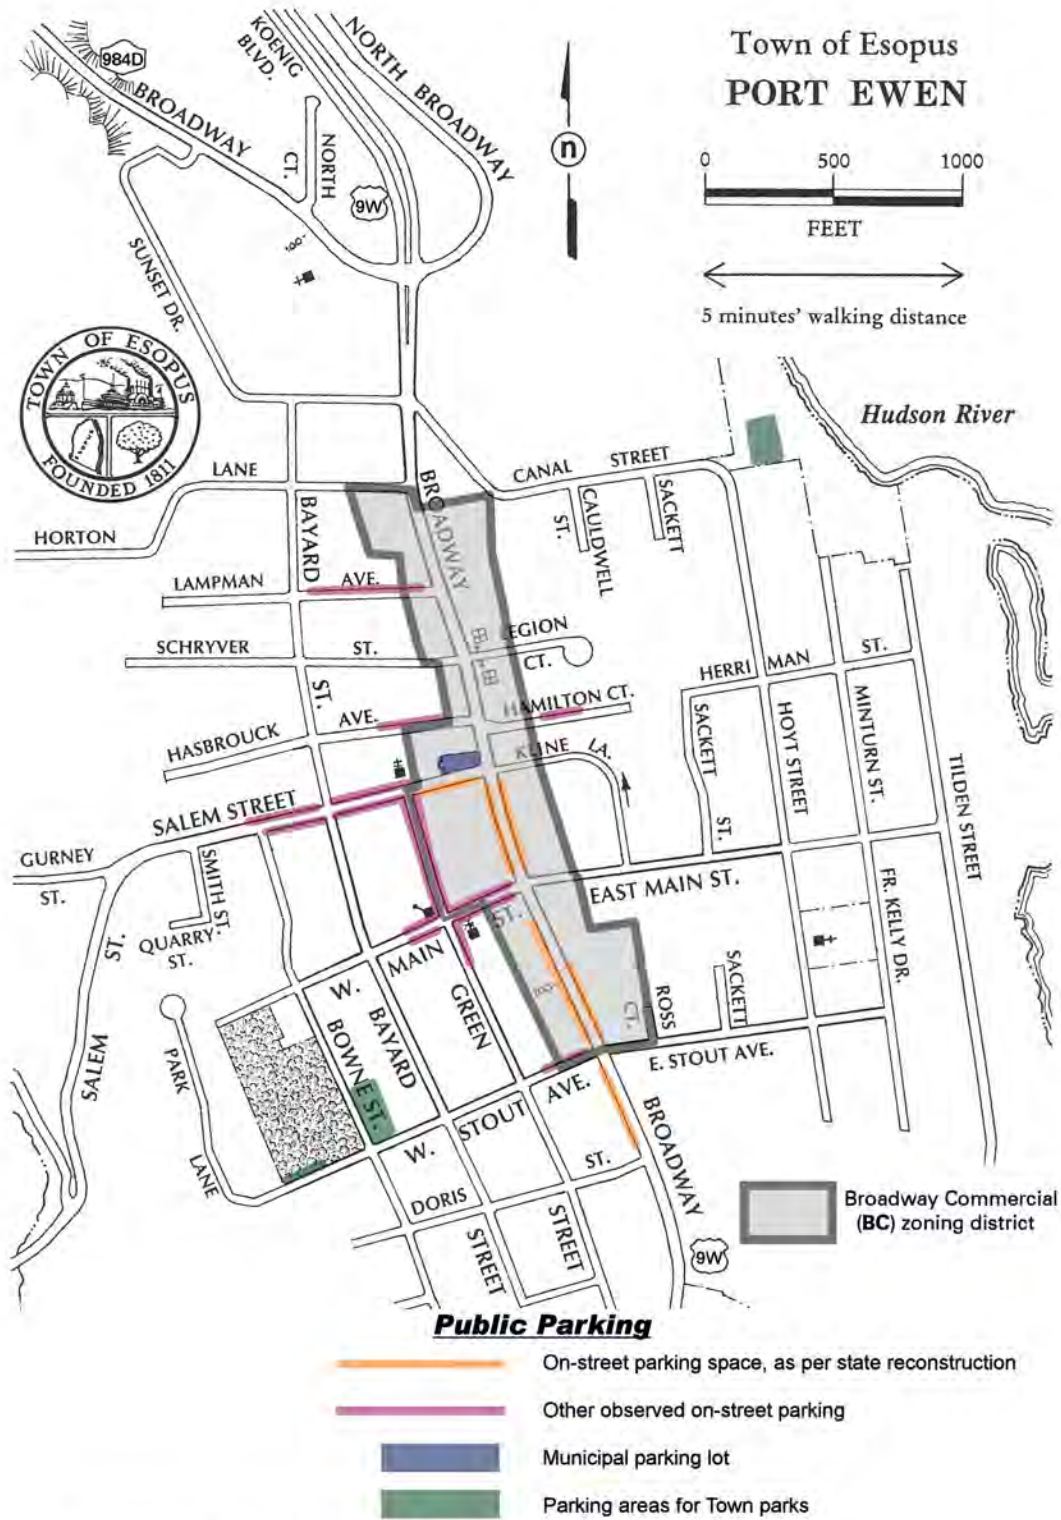 Town of Esopus
PORT EWEN
0 500 1000
FEET
5 minutes' walking distance
n
984D
BROADWAY
KOENIG
BLVD.
NORTH BROADWAY
NORTH
CT.
9W
SUNSET DR.
TOWN OF ESOPUS
FOUNDED 1811
Hudson River
LANE
HORTON
BAYARD
ST.
BROADWAY
CANAL STREET
CAULDWELL
ST.
SACKETT
LAMPMAN AVE.
SCHRYVER ST.
EGION
CT.
HERRI MAN ST.
HASBROUCK AVE.
HAMILTON CT.
KLINE LA.
SACKETT
ST.
HOYT STREET
MINTURN ST.
TILDEN STREET
SALEM STREET
GURNEY
ST.
SMITH ST.
QUARRY
ST.
EAST MAIN ST.
FR. KELLY DR.
W. MAIN ST.
SALEM ST.
PARK LANE
BOWNE ST.
BAYARD
GREEN
CT.
ROSS
SACKETT
E. STOUT AVE.
W. STOUT AVE.
BROADWAY
DORIS ST.
STREET
STREET
9W
Broadway Commercial
(BC) zoning district
Public Parking
On-street parking space, as per state reconstruction
Other observed on-street parking
Municipal parking lot
Parking areas for Town parks